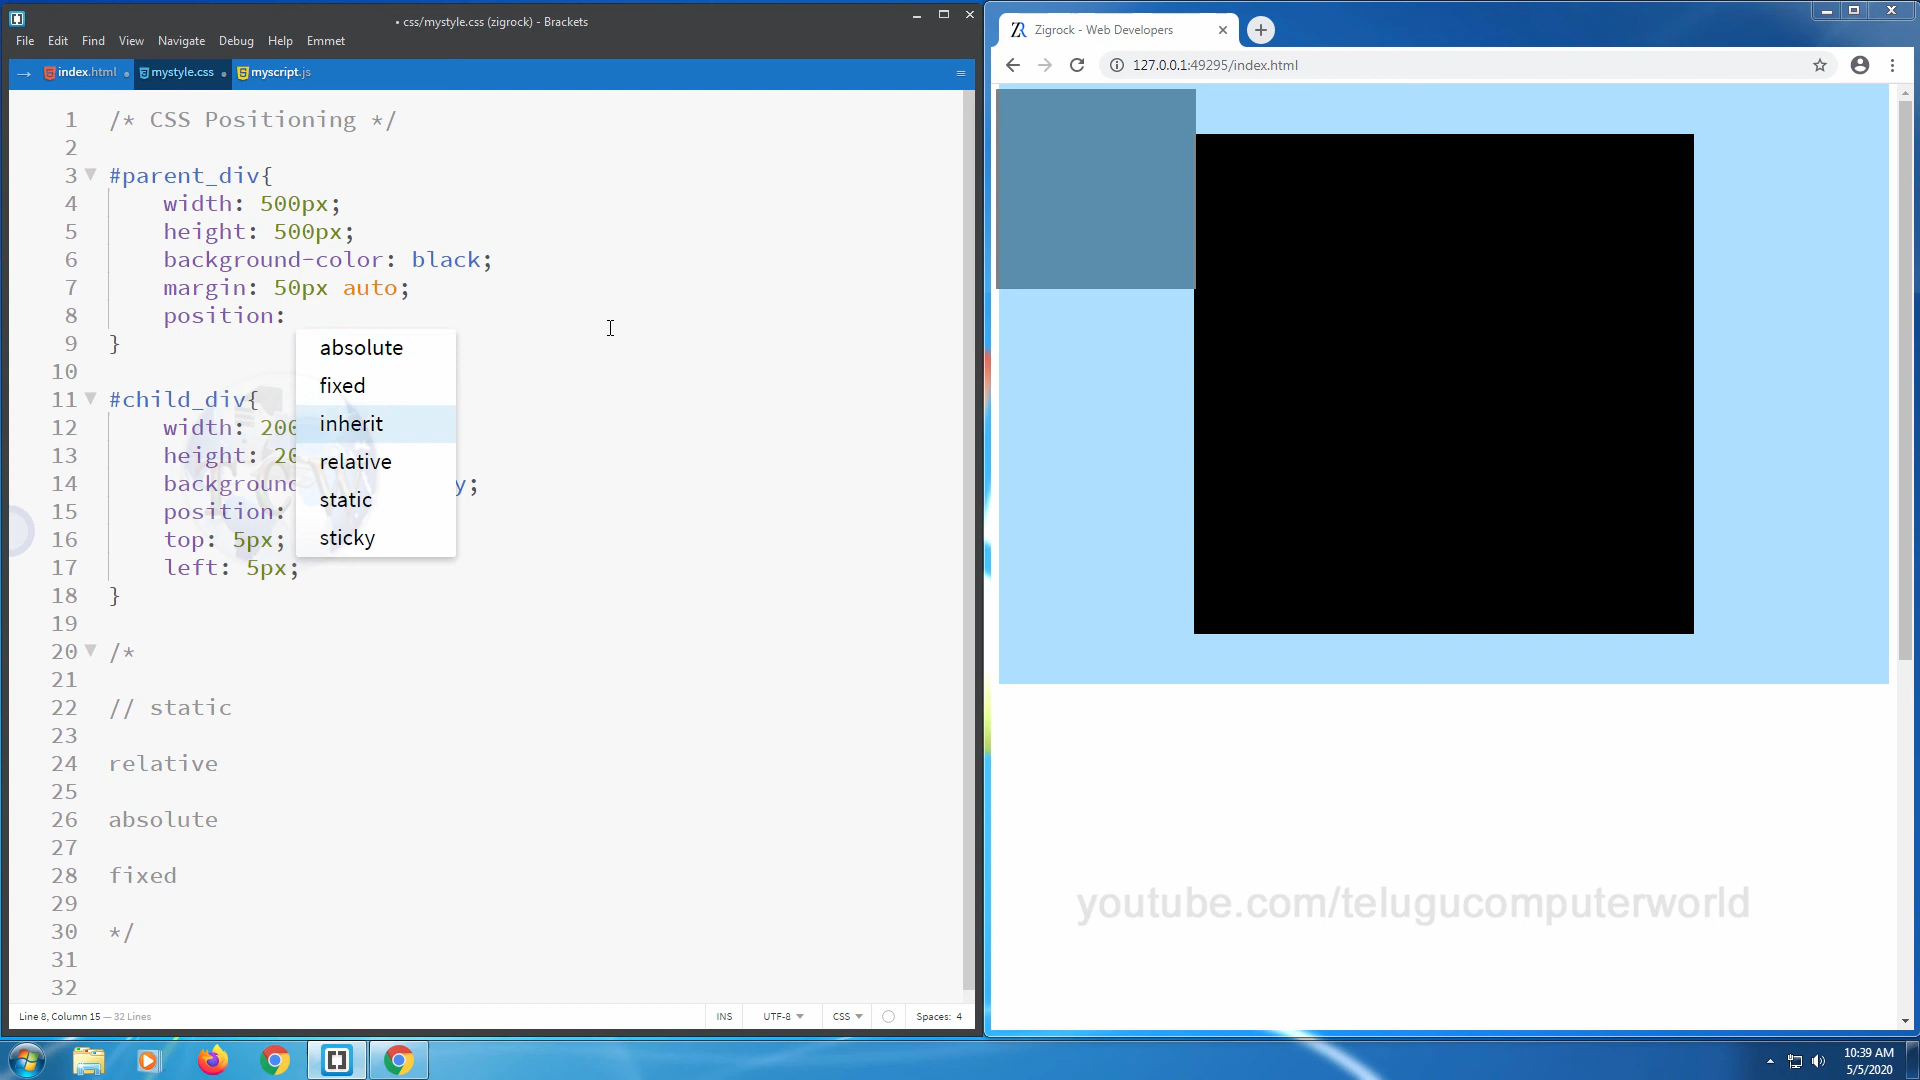 • css/mystyle.css (zigrock) - Brackets
File Edit Find View Navigate Debug Help Emmet
index.html • mystyle.css • myscript.js
1 /* CSS Positioning */
2
3 #parent_div{
4 width: 500px;
5 height: 500px;
6 background-color: black;
7 margin: 50px auto;
8 position:
9 }
10
11 #child_div{
12 width: 200
13 height: 20
14 background y;
15 position:
16 top: 5px;
17 left: 5px;
18 }
19
20 /*
21
22 // static
23
24 relative
25
26 absolute
27
28 fixed
29
30 */
31
32
absolute
fixed
inherit
relative
static
sticky
Line 8, Column 15 — 32 Lines
INS UTF-8 CSS Spaces: 4
Zigrock - Web Developers
127.0.0.1:49295/index.html
youtube.com/telugucomputerworld
10:39 AM
5/5/2020